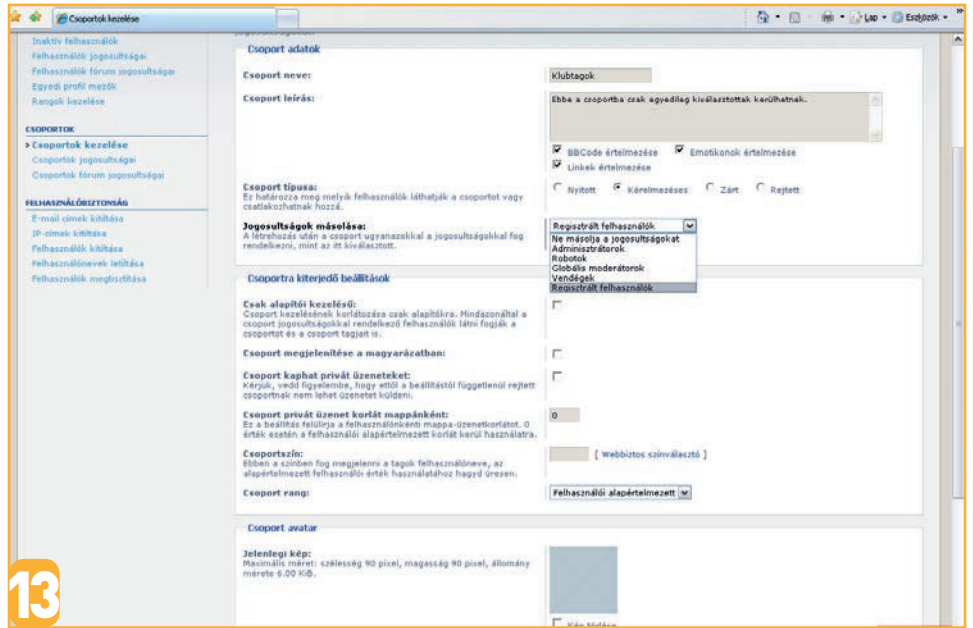 Csoportok kezelése
Lap
Eszközök
Inaktív felhasználók
Felhasználók jogosultságai
Felhasználók fórum jogosultságai
Egyedi profil mezők
Rangok kezelése
CSOPORTOK
Csoportok kezelése
Csoportok jogosultságai
Csoportok fórum jogosultságai
FELHASZNÁLÓBIZTONSÁG
E-mail címek kitiltása
IP-címek kitiltása
Felhasználók kitiltása
Felhasználónevek letiltása
Felhasználók megtisztítása
Csoport adatok
Csoport neve:
Klubtagok
Csoport leírás:
Ebbe a csoportba csak egyedileg kiválasztottak kerülhetnek.
BBCode értelmezése
Emotikonok értelmezése
Linkek értelmezése
Csoport típusa:
Ez határozza meg melyik felhasználók láthatják a csoportot vagy
csatlakozhatnak hozzá.
Nyitott
Kérelmezéses
Zárt
Rejtett
Jogosultságok másolása:
A létrehozás után a csoport ugyanazokkal a jogosultságokkal fog
rendelkezni, mint az itt kiválasztott.
Regisztrált felhasználók
Ne másolja a jogosultságokat
Adminisztrátorok
Robotok
Globális moderátorok
Vendégek
Regisztrált felhasználók
Csoportra kiterjedő beállítások
Csak alapítói kezelésű:
Csoport kezelésének korlátozása csak alapítókra. Mindazonáltal a
csoport jogosultságokkal rendelkező felhasználók látni fogják a
csoportot és a csoport tagjait is.
Csoport megjelenítése a magyarázatban:
Csoport kaphat privát üzeneteket:
Kérjük, vedd figyelembe, hogy ettől a beállítástól függetlenül rejtett
csoportnak nem lehet üzenetet küldeni.
Csoport privát üzenet korlát mappánként:
Ez a beállítás felülírja a felhasználónkénti mappa-üzenetkorlátot. 0
érték esetén a felhasználói alapértelmezett korlát kerül használatra.
0
Csoportszín:
Ebben a színben fog megjelenni a tagok felhasználóneve, az
alapértelmezett felhasználói érték használatához hagyd üresen.
[ Webbiztos színválasztó ]
Csoport rang:
Felhasználói alapértelmezett
Csoport avatar
Jelenlegi kép:
Maximális méret: szélesség 90 pixel, magasság 90 pixel, állomány
mérete 6.00 KiB.
13